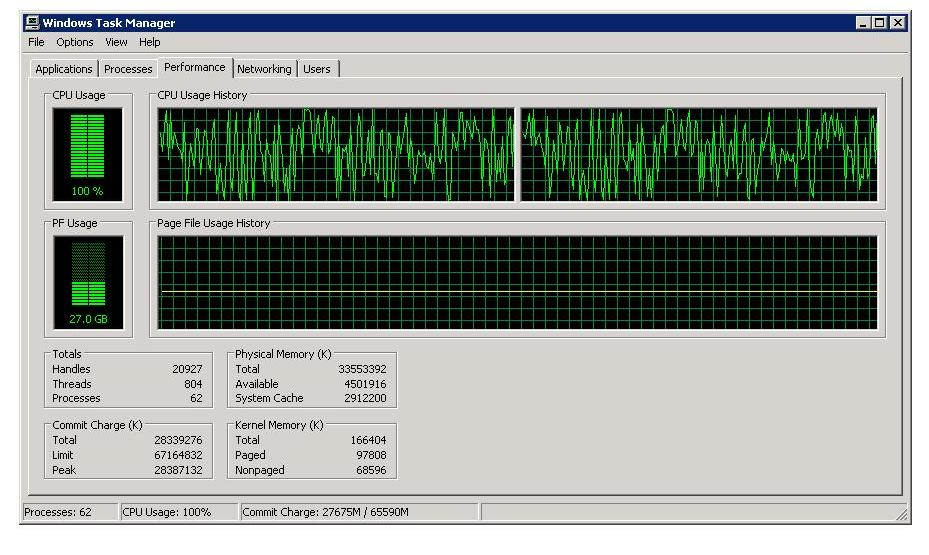 Windows Task Manager
File Options View Help
Applications Processes Performance Networking Users
CPU Usage CPU Usage History
100 %
PF Usage Page File Usage History
27.0 GB
Totals Physical Memory (K)
Handles 20927 Total 33553392
Threads 804 Available 4501916
Processes 62 System Cache 2912200
Commit Charge (K) Kernel Memory (K)
Total 28339276 Total 166404
Limit 67164832 Paged 97808
Peak 28387132 Nonpaged 68596
Processes: 62 CPU Usage: 100% Commit Charge: 27675M / 65590M